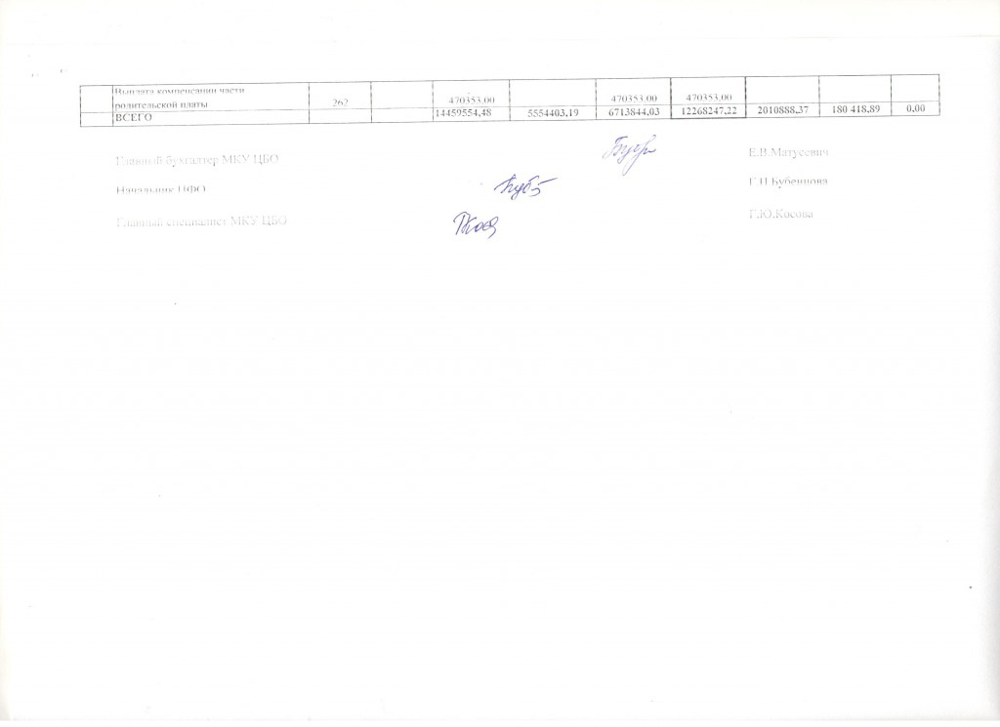 Выплата компенсации части
родительской платы 262 470353,00 470353,00 470353,00
ВСЕГО 14459554,48 5554403,19 6713844,03 12268247,22 2010888,37 180 418,89 0,00
Главный бухгалтер МКУ ЦБО Е.В.Матусевич
Начальник ПФО Г.П.Бубеннова
Главный специалист МКУ ЦБО Г.Ю.Косова